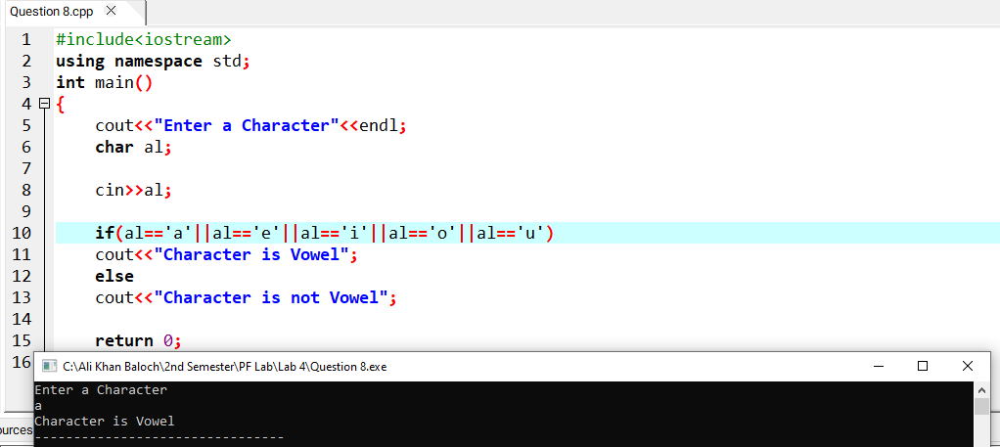 Question 8.cpp
1 #include<iostream>
2 using namespace std;
3 int main()
4 {
5 cout<<"Enter a Character"<<endl;
6 char al;
7
8 cin>>al;
9
10 if(al=='a'||al=='e'||al=='i'||al=='o'||al=='u')
11 cout<<"Character is Vowel";
12 else
13 cout<<"Character is not Vowel";
14
15 return 0;
16
C:\Ali Khan Baloch\2nd Semester\PF Lab\Lab 4\Question 8.exe
Enter a Character
a
Character is Vowel
--------------------------------